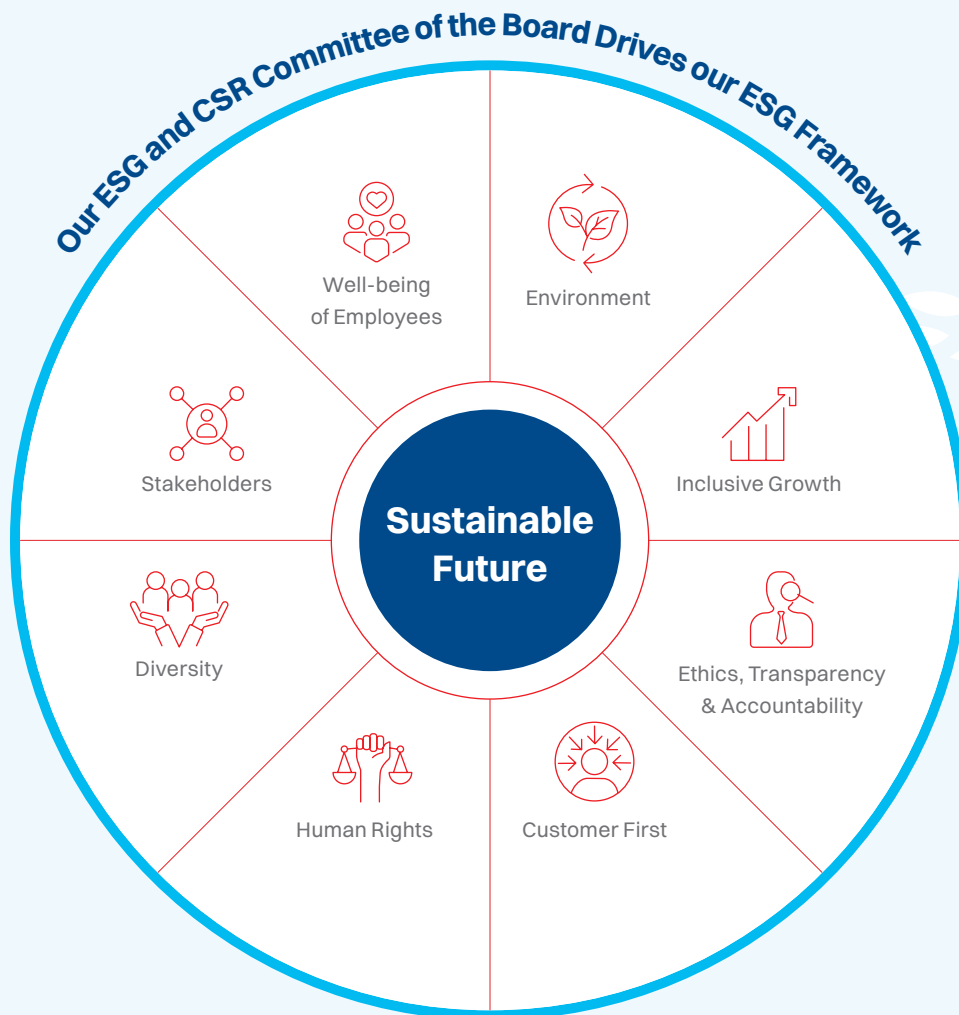 Our ESG and CSR Committee of the Board Drives our ESG Framework
Well-being
of Employees
Environment
Stakeholders
Inclusive Growth
Sustainable
Future
Diversity
Ethics, Transparency
& Accountability
Human Rights
Customer First